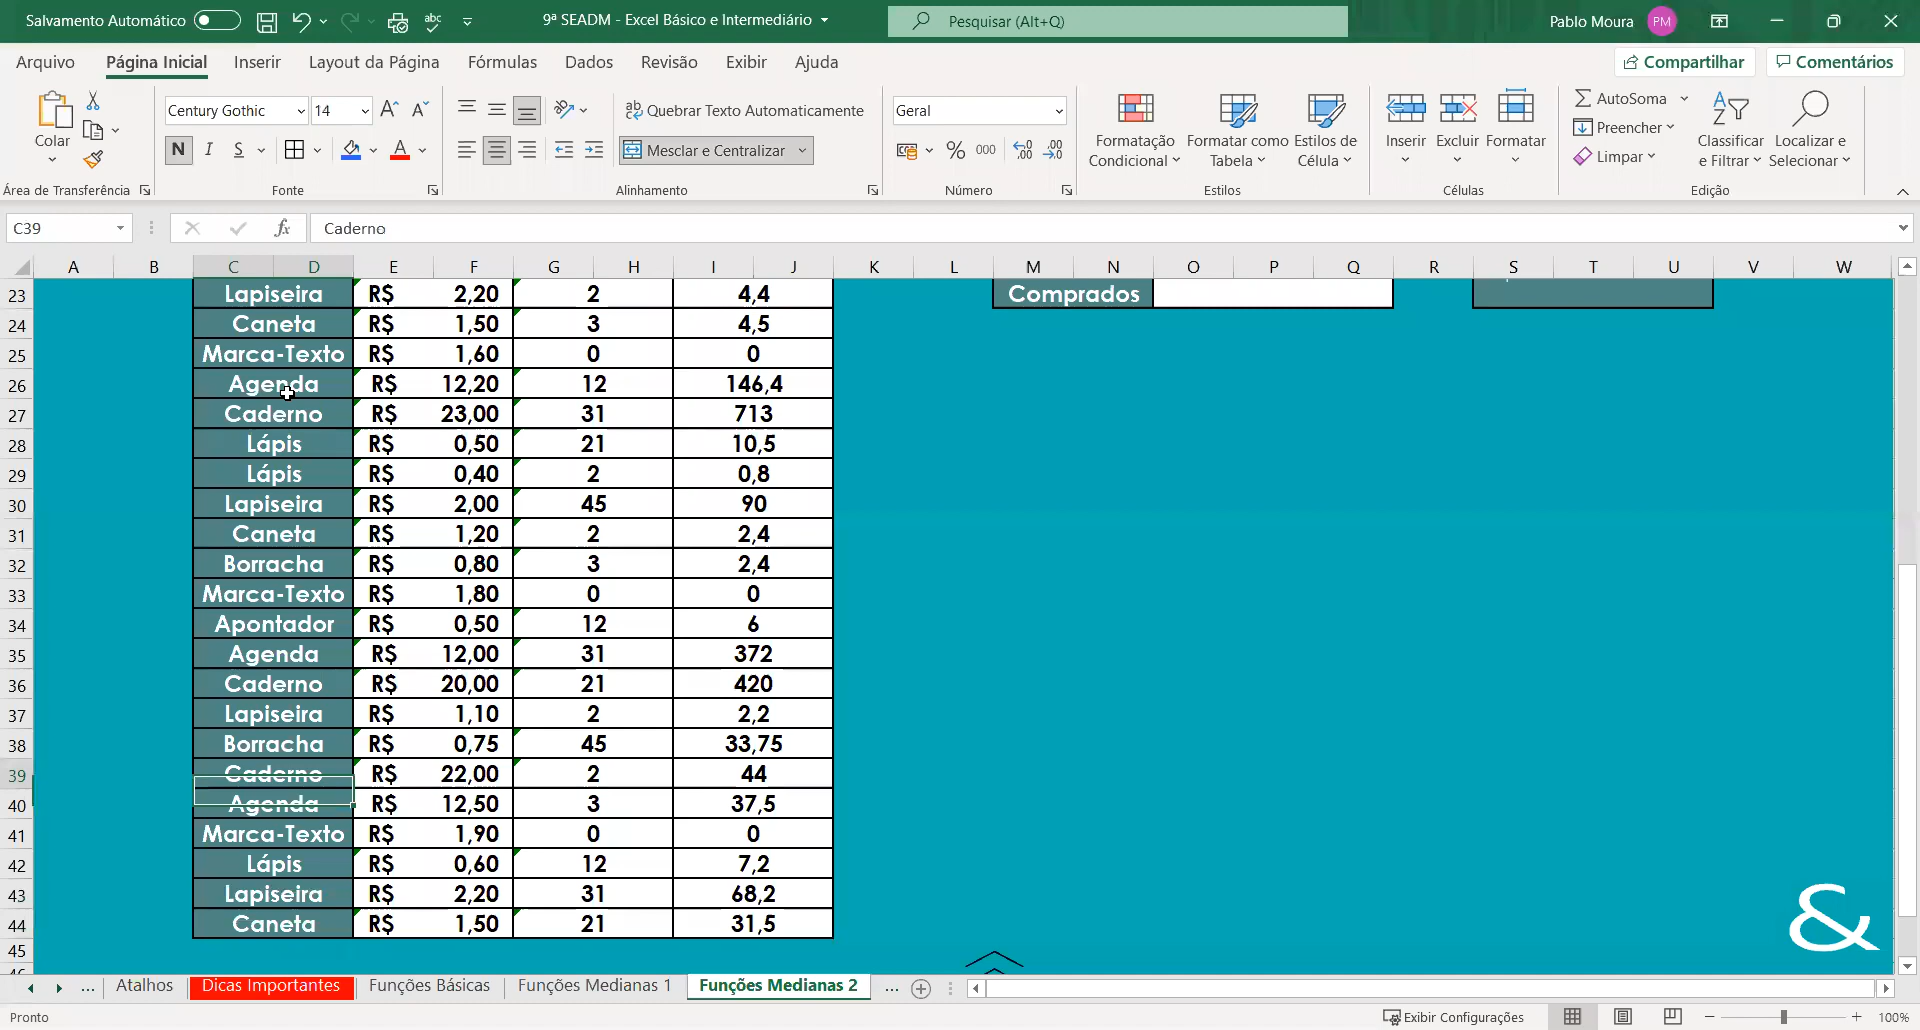 Salvamento Automático
9ª SEADM - Excel Básico e Intermediário
Pesquisar (Alt+Q)
Pablo Moura PM
Arquivo Página Inicial Inserir Layout da Página Fórmulas Dados Revisão Exibir Ajuda
Compartilhar Comentários
Colar
Área de Transferência
Century Gothic 14
N I S A
Fonte
Quebrar Texto Automaticamente
Mesclar e Centralizar
Alinhamento
Geral
% 000
Número
Formatação Condicional
Formatar como Tabela
Estilos de Célula
Estilos
Inserir Excluir Formatar
Células
AutoSoma
Preencher
Limpar
Classificar e Filtrar
Localizar e Selecionar
Edição
C39 fx Caderno
A B C D E F G H I J K L M N O P Q R S T U V W
23 Lapiseira R$ 2,20 2 4,4 Comprados
24 Caneta R$ 1,50 3 4,5
25 Marca-Texto R$ 1,60 0 0
26 Agenda R$ 12,20 12 146,4
27 Caderno R$ 23,00 31 713
28 Lápis R$ 0,50 21 10,5
29 Lápis R$ 0,40 2 0,8
30 Lapiseira R$ 2,00 45 90
31 Caneta R$ 1,20 2 2,4
32 Borracha R$ 0,80 3 2,4
33 Marca-Texto R$ 1,80 0 0
34 Apontador R$ 0,50 12 6
35 Agenda R$ 12,00 31 372
36 Caderno R$ 20,00 21 420
37 Lapiseira R$ 1,10 2 2,2
38 Borracha R$ 0,75 45 33,75
39 Caderno R$ 22,00 2 44
40 Agenda R$ 12,50 3 37,5
41 Marca-Texto R$ 1,90 0 0
42 Lápis R$ 0,60 12 7,2
43 Lapiseira R$ 2,20 31 68,2
44 Caneta R$ 1,50 21 31,5
45
&
... Atalhos Dicas Importantes Funções Básicas Funções Medianas 1 Funções Medianas 2 ...
Pronto
Exibir Configurações
100%